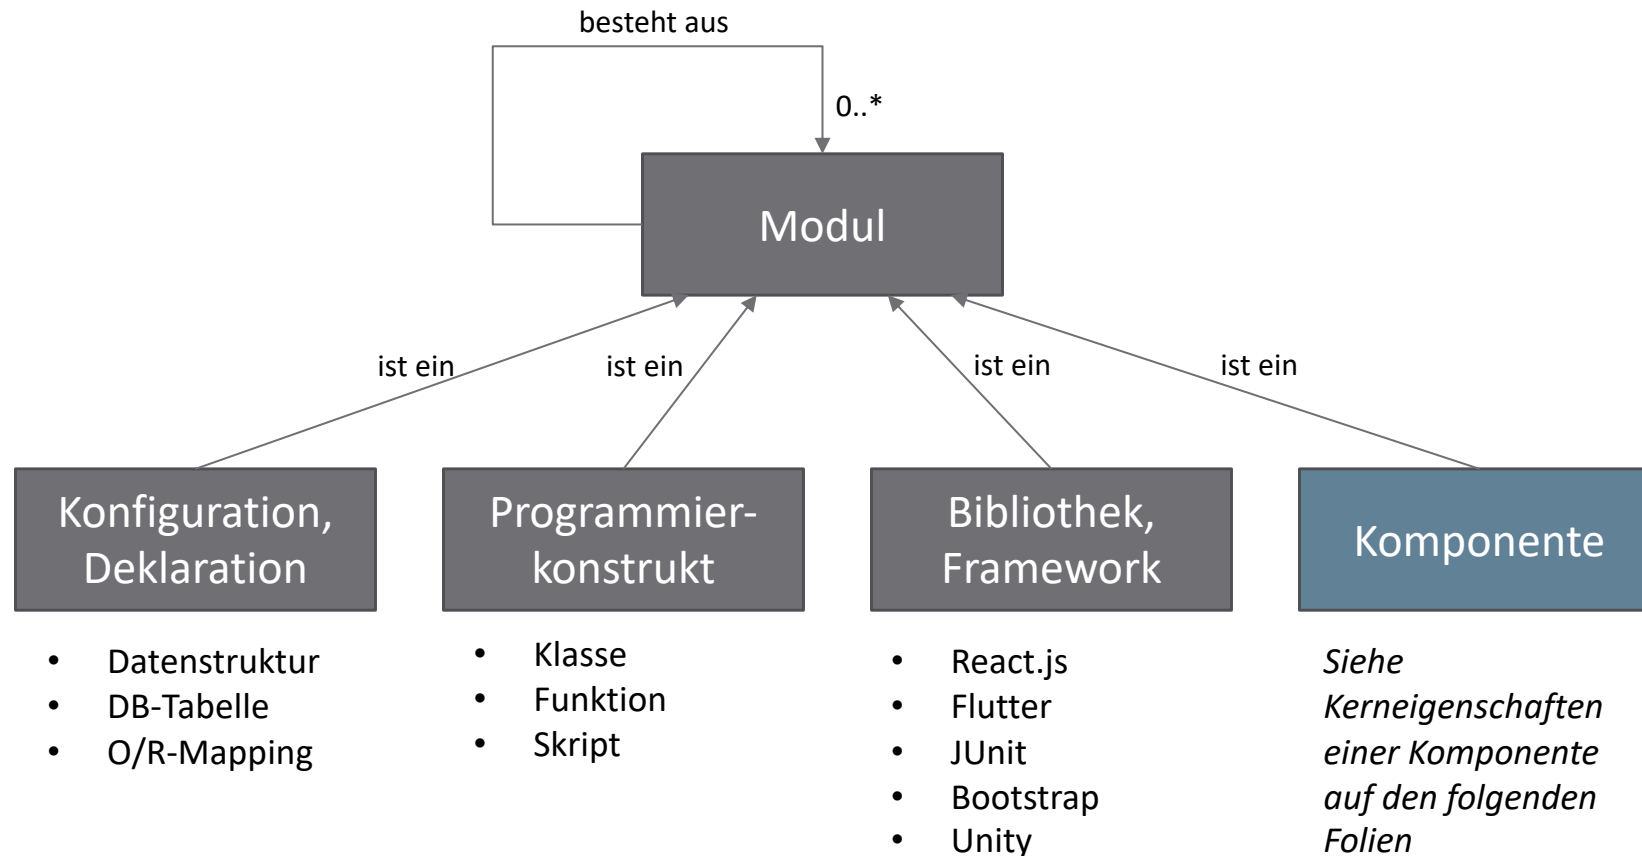 besteht aus
0..*
Modul
ist ein
ist ein
ist ein
ist ein
Konfiguration,
Deklaration
• Datenstruktur
• DB-Tabelle
• O/R-Mapping
Programmier-
konstrukt
• Klasse
• Funktion
• Skript
Bibliothek,
Framework
• React.js
• Flutter
• JUnit
• Bootstrap
• Unity
Komponente
Siehe
Kerneigenschaften
einer Komponente
auf den folgenden
Folien